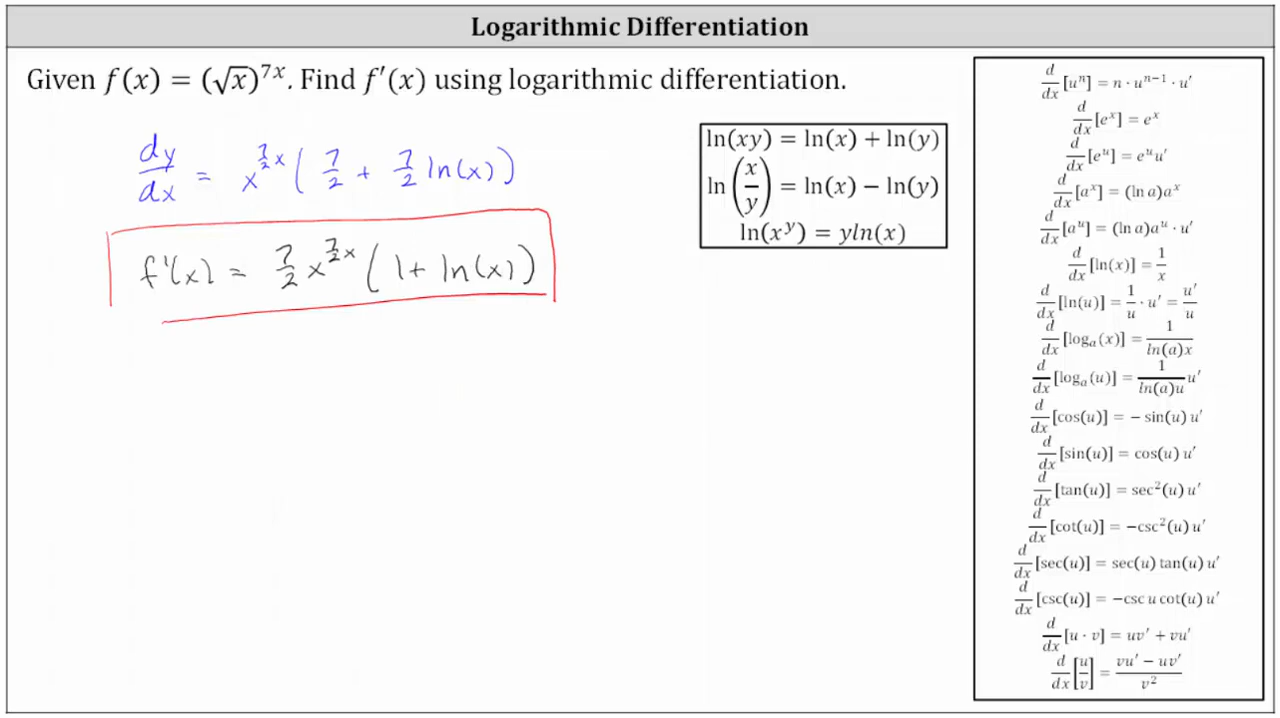 Logarithmic Differentiation
Given f(x) = (√x)^{7x}. Find f′(x) using logarithmic differentiation.
dy/dx = x^{7/2 x} ( 7/2 + 7/2 ln(x) )
f'(x) = 7/2 x^{7/2 x} ( 1 + ln(x) )
ln(xy) = ln(x) + ln(y)
ln(x/y) = ln(x) − ln(y)
ln(x^y) = yln(x)
d/dx [u^n] = n · u^{n−1} · u′
d/dx [e^x] = e^x
d/dx [e^u] = e^u u′
d/dx [a^x] = (ln a)a^x
d/dx [a^u] = (ln a)a^u · u′
d/dx [ln(x)] = 1/x
d/dx [ln(u)] = 1/u · u′ = u′/u
d/dx [log_a(x)] = 1/(ln(a)x)
d/dx [log_a(u)] = 1/(ln(a)u) u′
d/dx [cos(u)] = − sin(u) u′
d/dx [sin(u)] = cos(u) u′
d/dx [tan(u)] = sec²(u) u′
d/dx [cot(u)] = −csc²(u) u′
d/dx [sec(u)] = sec(u) tan(u) u′
d/dx [csc(u)] = −csc u cot(u) u′
d/dx [u · v] = uv′ + vu′
d/dx [u/v] = (vu′ − uv′)/v²